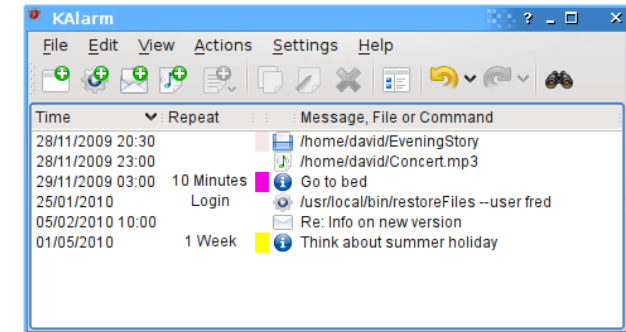 KAlarm ?
File Edit View Actions Settings Help
Time Repeat Message, File or Command
28/11/2009 20:30 /home/david/EveningStory
28/11/2009 23:00 /home/david/Concert.mp3
29/11/2009 03:00 10 Minutes Go to bed
25/01/2010 Login /usr/local/bin/restoreFiles --user fred
05/02/2010 10:00 Re: Info on new version
01/05/2010 1 Week Think about summer holiday